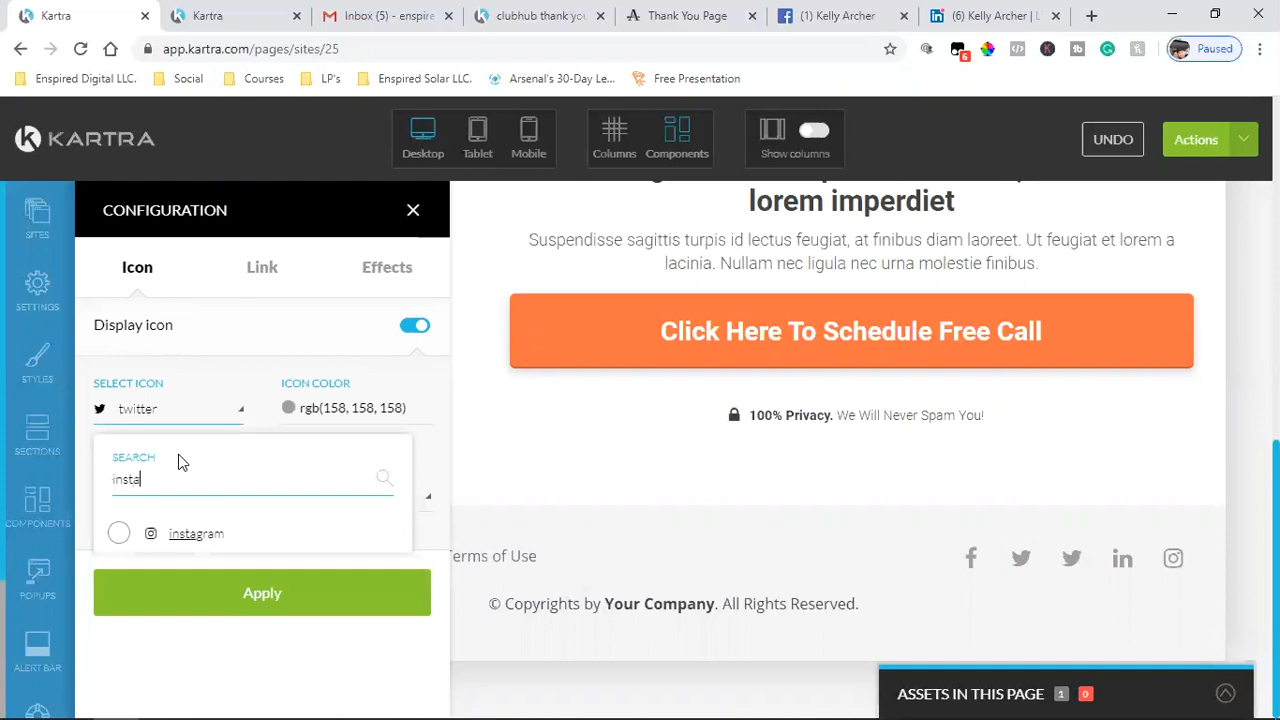 Kartra
Kartra
Inbox (5) - enspire
clubhub thank you
Thank You Page
(1) Kelly Archer
(6) Kelly Archer | L
app.kartra.com/pages/sites/25
6
Paused
Enspired Digital LLC.
Social
Courses
LP's
Enspired Solar LLC.
Arsenal's 30-Day Le...
Free Presentation
KARTRA
Desktop
Tablet
Mobile
Columns
Components
Show columns
UNDO
Actions
SITES
SETTINGS
STYLES
SECTIONS
COMPONENTS
POPUPS
ALERT BAR
CONFIGURATION
Icon
Link
Effects
Display icon
SELECT ICON
ICON COLOR
twitter
rgb(158, 158, 158)
SEARCH
insta
instagram
Apply
lorem imperdiet
Suspendisse sagittis turpis id lectus feugiat, at finibus diam laoreet. Ut feugiat et lorem a
lacinia. Nullam nec ligula nec urna molestie finibus.
Click Here To Schedule Free Call
100% Privacy. We Will Never Spam You!
Terms of Use
© Copyrights by Your Company. All Rights Reserved.
ASSETS IN THIS PAGE
1
0